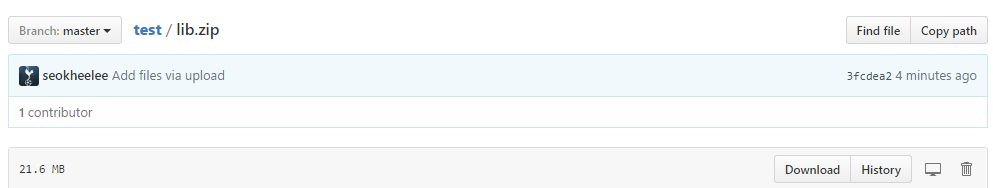 Branch: master test / lib.zip Find file Copy path
seokheelee Add files via upload 3fcdea2 4 minutes ago
1 contributor
21.6 MB Download History